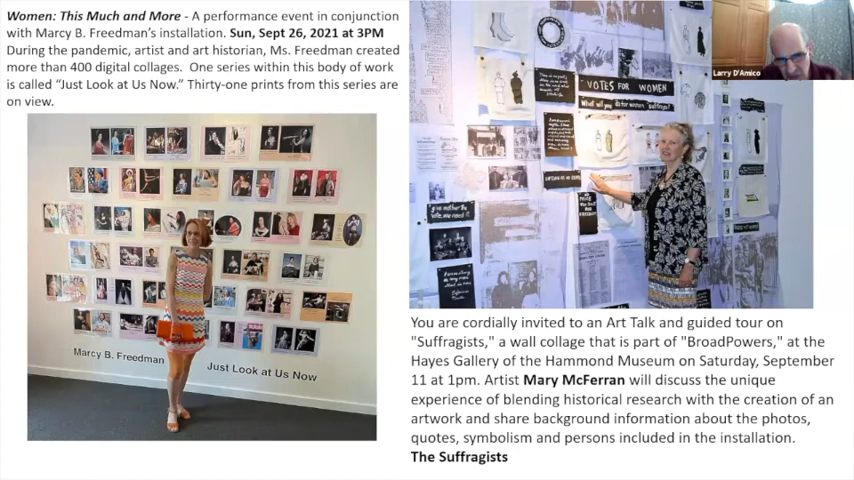 Women: This Much and More - A performance event in conjunction
with Marcy B. Freedman's installation. Sun, Sept 26, 2021 at 3PM
During the pandemic, artist and art historian, Ms. Freedman created
more than 400 digital collages.  One series within this body of work
is called "Just Look at Us Now." Thirty-one prints from this series are
on view.
Marcy B. Freedman
Just Look at Us Now
Larry D'Amico
VOTES FOR WOMEN
You are cordially invited to an Art Talk and guided tour on
"Suffragists," a wall collage that is part of "BroadPowers," at the
Hayes Gallery of the Hammond Museum on Saturday, September
11 at 1pm. Artist Mary McFerran will discuss the unique
experience of blending historical research with the creation of an
artwork and share background information about the photos,
quotes, symbolism and persons included in the installation.
The Suffragists